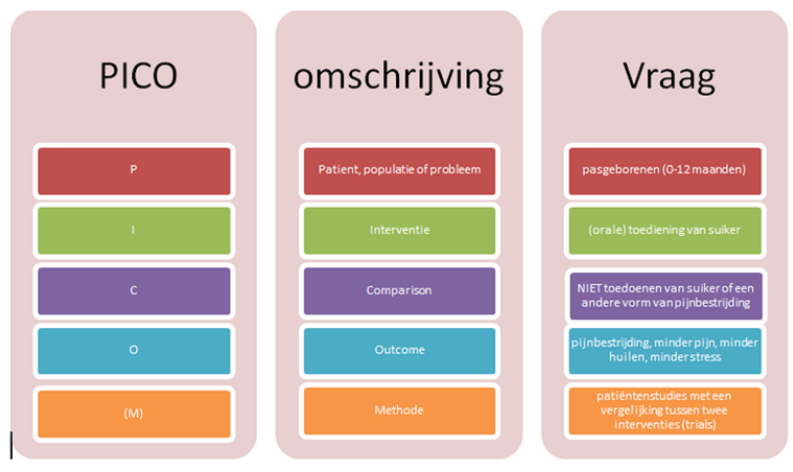 PICO
omschrijving
Vraag
P
Patient, populatie of probleem
pasgeborenen (0-12 maanden)
I
Interventie
(orale) toediening van suiker
C
Comparison
NIET toedoenen van suiker of een
andere vorm van pijnbestrijding
O
Outcome
pijnbestrijding, minder pijn, minder
huilen, minder stress
(M)
Methode
patiëntenstudies met een
vergelijking tussen twee
interventies (trials)